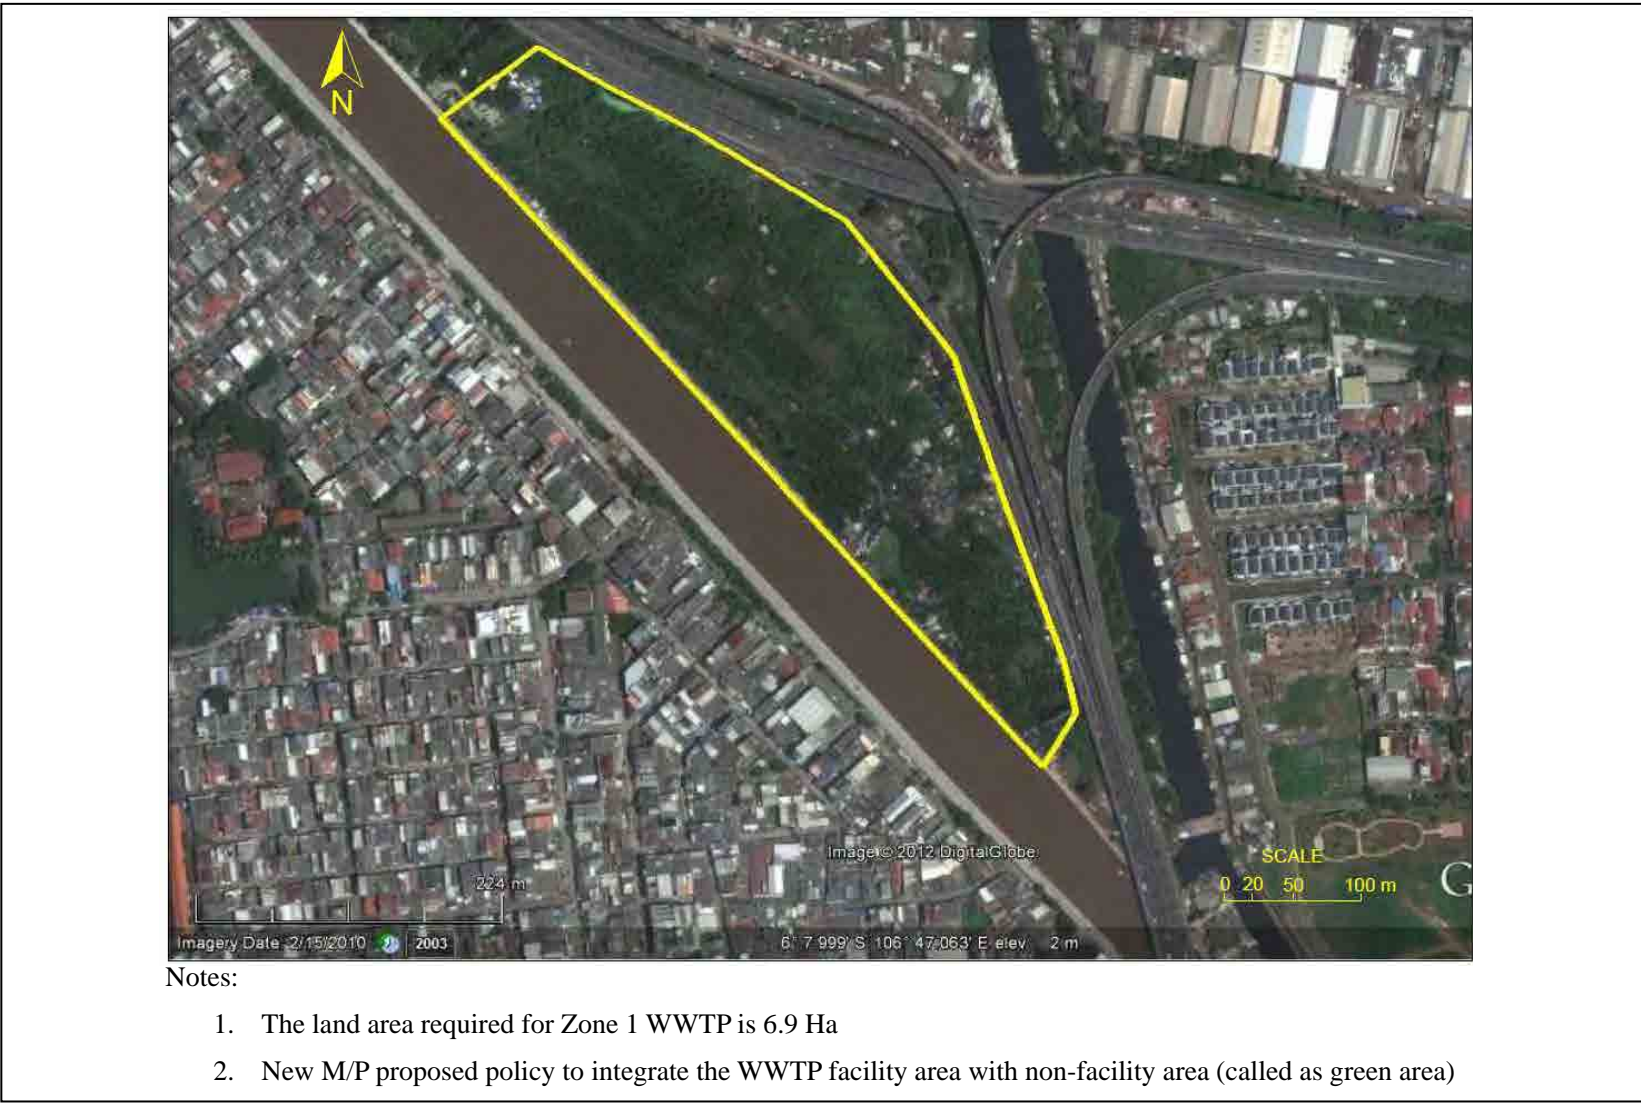 N
Image © 2012 DigitalGlobe
SCALE
0 20 50 100 m
G
224 m
Imagery Date: 2/15/2010 2003
6° 7.999' S 106° 47.063' E elev 2 m
Notes:
1. The land area required for Zone 1 WWTP is 6.9 Ha
2. New M/P proposed policy to integrate the WWTP facility area with non-facility area (called as green area)